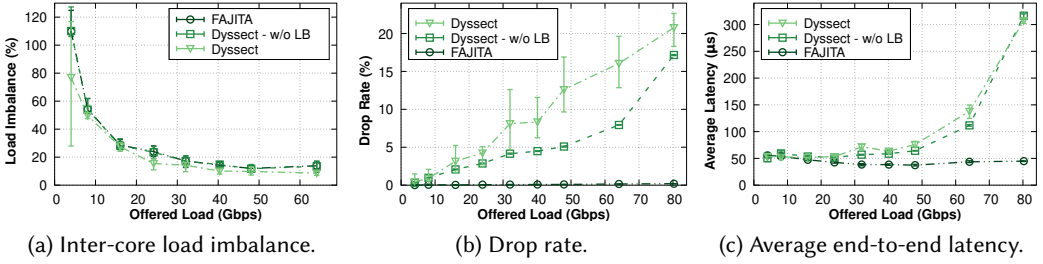 FAJITA
Dyssect - w/o LB
Dyssect
Load Imbalance (%)
120
100
80
60
40
20
0
0 10 20 30 40 50 60
Offered Load (Gbps)
(a) Inter-core load imbalance.
Dyssect
Dyssect - w/o LB
FAJITA
Drop Rate (%)
20
15
10
5
0
0 10 20 30 40 50 60 70 80
Offered Load (Gbps)
(b) Drop rate.
Dyssect
Dyssect - w/o LB
FAJITA
Average Latency (µs)
300
250
200
150
100
50
0
0 10 20 30 40 50 60 70 80
Offered Load (Gbps)
(c) Average end-to-end latency.